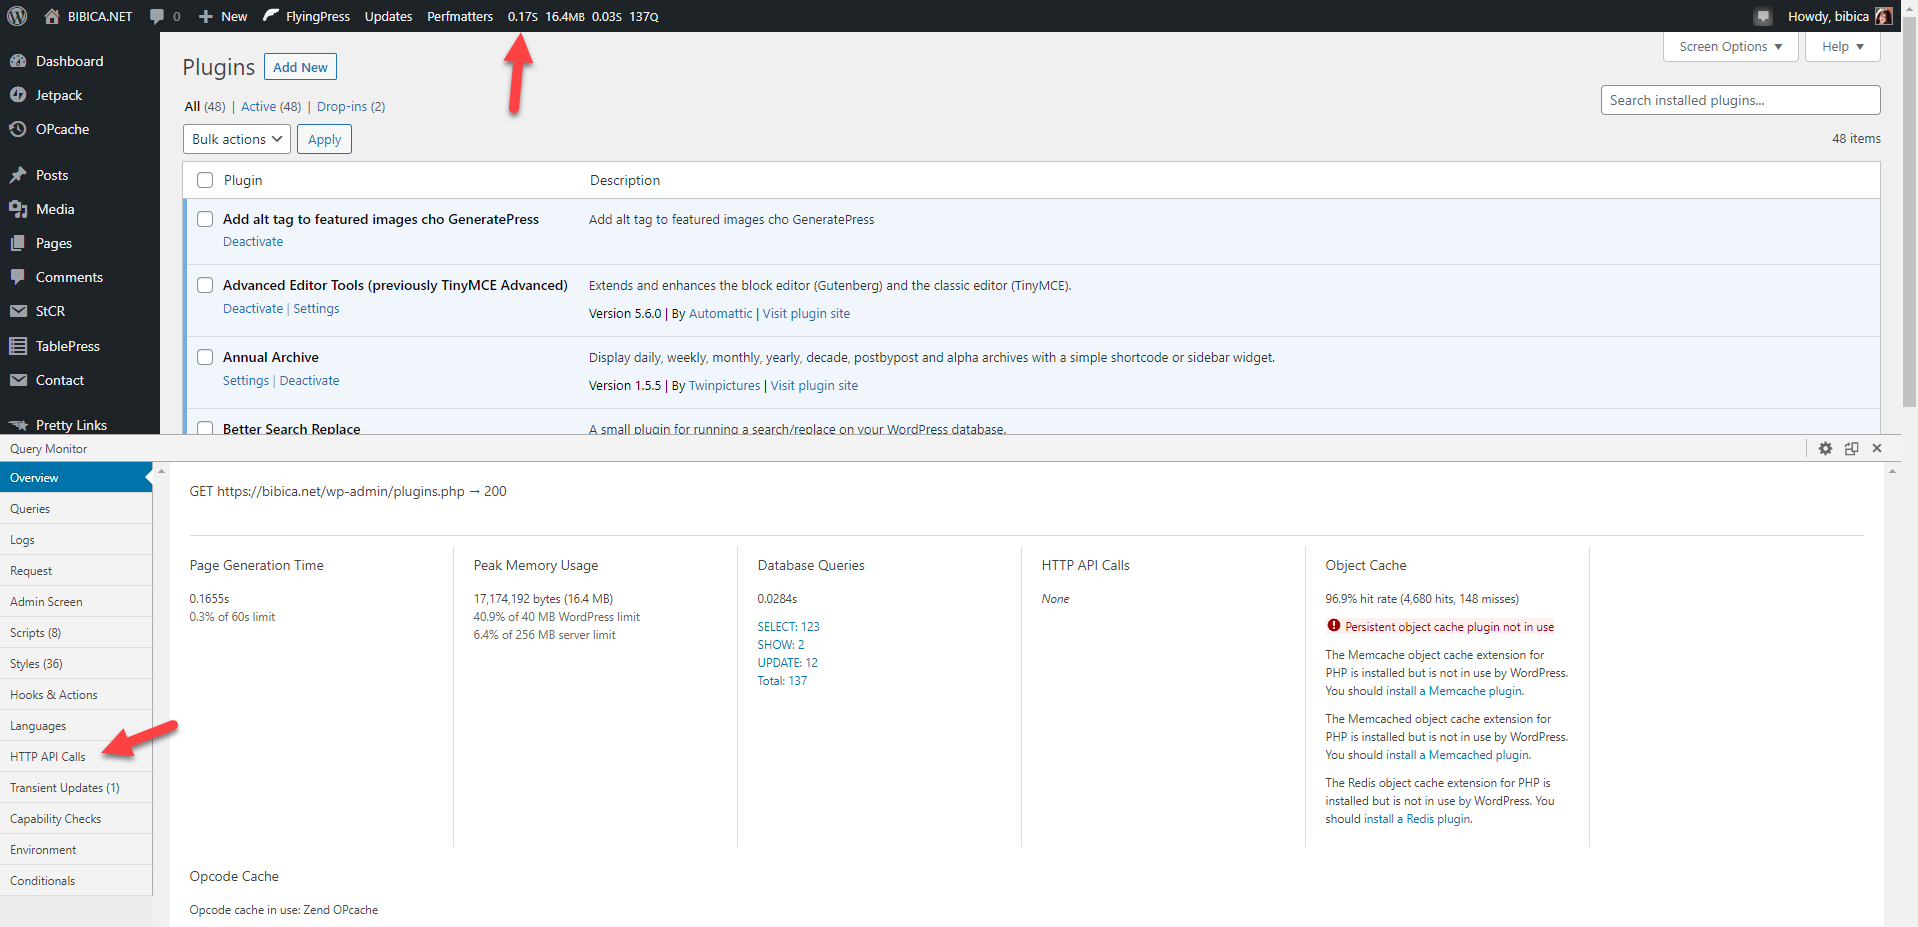 BIBICA.NET 0 New FlyingPress Updates Perfmatters 0.17S 16.4MB 0.03S 137Q Howdy, bibica
Dashboard
Jetpack
OPcache
Posts
Media
Pages
Comments
StCR
TablePress
Contact
Pretty Links
Screen Options ▼ Help ▼
Plugins Add New
All (48) | Active (48) | Drop-ins (2)
Search installed plugins...
Bulk actions Apply
48 items
Plugin Description
Add alt tag to featured images cho GeneratePress
Deactivate
Add alt tag to featured images cho GeneratePress
Advanced Editor Tools (previously TinyMCE Advanced)
Deactivate | Settings
Extends and enhances the block editor (Gutenberg) and the classic editor (TinyMCE).
Version 5.6.0 | By Automattic | Visit plugin site
Annual Archive
Settings | Deactivate
Display daily, weekly, monthly, yearly, decade, postbypost and alpha archives with a simple shortcode or sidebar widget.
Version 1.5.5 | By Twinpictures | Visit plugin site
Better Search Replace
A small plugin for running a search/replace on your WordPress database.
Query Monitor
Overview
Queries
Logs
Request
Admin Screen
Scripts (8)
Styles (36)
Hooks & Actions
Languages
HTTP API Calls
Transient Updates (1)
Capability Checks
Environment
Conditionals
GET https://bibica.net/wp-admin/plugins.php → 200
Page Generation Time
0.1655s
0.3% of 60s limit
Peak Memory Usage
17,174,192 bytes (16.4 MB)
40.9% of 40 MB WordPress limit
6.4% of 256 MB server limit
Database Queries
0.0284s
SELECT: 123
SHOW: 2
UPDATE: 12
Total: 137
HTTP API Calls
None
Object Cache
96.9% hit rate (4,680 hits, 148 misses)
Persistent object cache plugin not in use
The Memcache object cache extension for
PHP is installed but is not in use by WordPress.
You should install a Memcache plugin.
The Memcached object cache extension for
PHP is installed but is not in use by WordPress.
You should install a Memcached plugin.
The Redis object cache extension for PHP is
installed but is not in use by WordPress. You
should install a Redis plugin.
Opcode Cache
Opcode cache in use: Zend OPcache